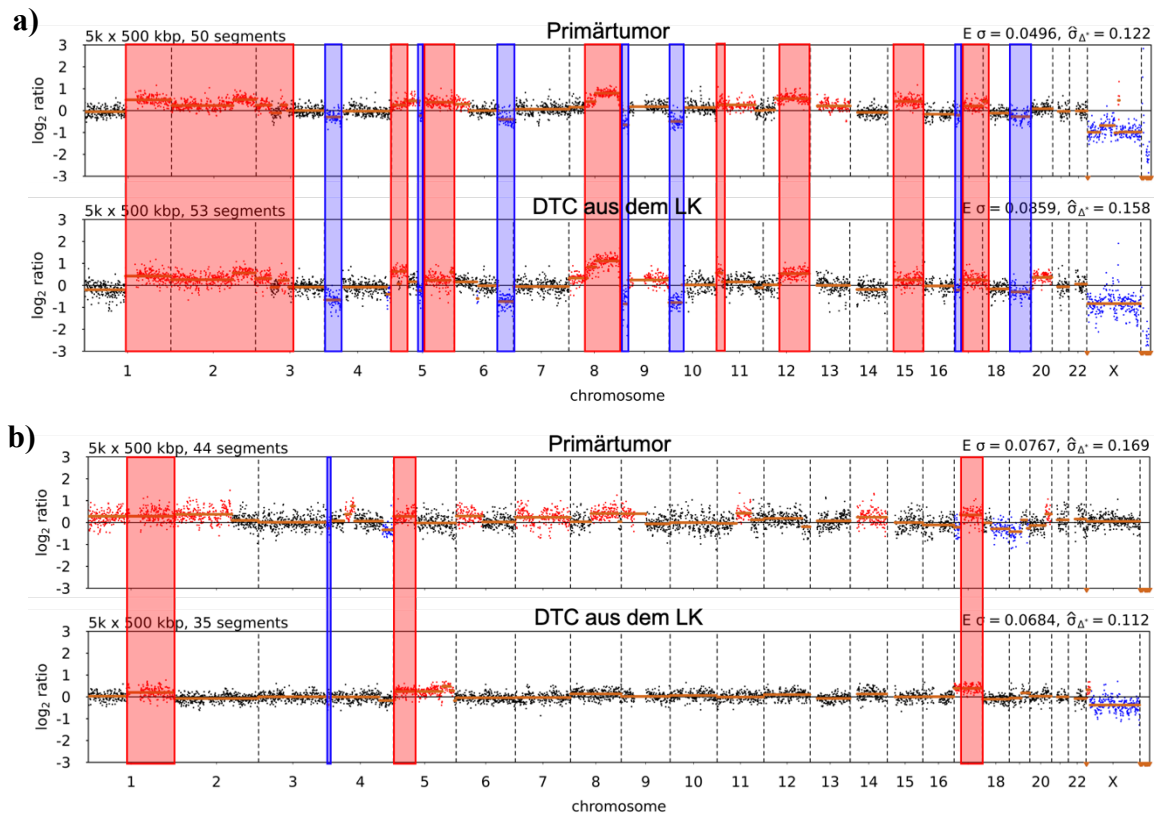 a)
Primärtumor
5k x 500 kbp, 50 segments
E σ = 0.0496, σ̂Δ* = 0.122
3
2
1
0
-1
-2
-3
log2 ratio
DTC aus dem LK
5k x 500 kbp, 53 segments
E σ = 0.0859, σ̂Δ* = 0.158
3
2
1
0
-1
-2
-3
log2 ratio
1 2 3 4 5 6 7 8 9 10 11 12 13 14 15 16 18 20 22 X
chromosome
b)
Primärtumor
5k x 500 kbp, 44 segments
E σ = 0.0767, σ̂Δ* = 0.169
3
2
1
0
-1
-2
-3
log2 ratio
DTC aus dem LK
5k x 500 kbp, 35 segments
E σ = 0.0684, σ̂Δ* = 0.112
3
2
1
0
-1
-2
-3
log2 ratio
1 2 3 4 5 6 7 8 9 10 11 12 13 14 15 16 18 20 22 X
chromosome